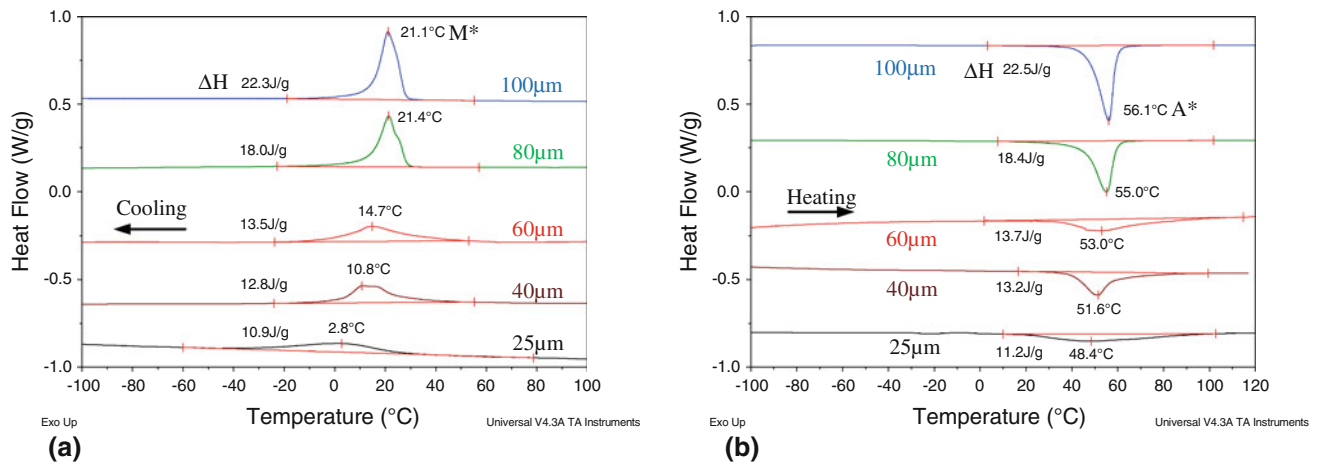 1.0
0.5
0.0
-0.5
-1.0
Heat Flow (W/g)
21.1°C M*
ΔH 22.3J/g
100μm
21.4°C
18.0J/g
80μm
Cooling
14.7°C
13.5J/g
60μm
10.8°C
12.8J/g
40μm
2.8°C
10.9J/g
25μm
-100 -80 -60 -40 -20 0 20 40 60 80 100
Temperature (°C)
Exo Up
Universal V4.3A TA Instruments
(a)
1.0
0.5
0.0
-0.5
-1.0
Heat Flow (W/g)
100μm
ΔH 22.5J/g
56.1°C A*
80μm
18.4J/g
55.0°C
Heating
60μm
13.7J/g
53.0°C
40μm
13.2J/g
51.6°C
25μm
11.2J/g
48.4°C
-100 -80 -60 -40 -20 0 20 40 60 80 100 120
Temperature (°C)
Exo Up
Universal V4.3A TA Instruments
(b)